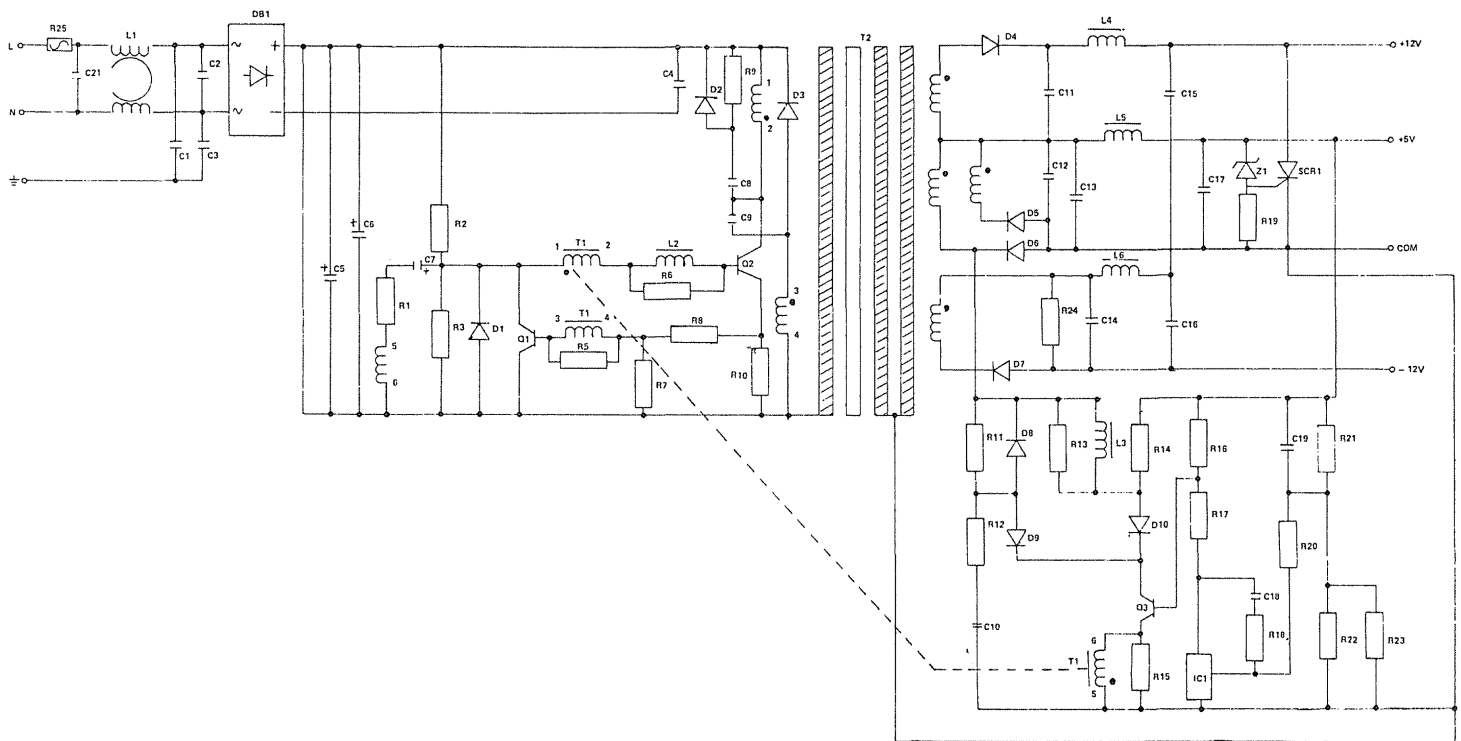 R25
L1
DB1
T2
L4
L
D4
+12V
C21
C2
C4
D2
R9
1
D3
C11
C15
N
2
L5
+5V
C1
C3
C8
C12
C13
C17
Z1
SCR1
C9
R19
R2
C6
D5
D6
COM
C5
C7
1
T1
2
L2
Q2
L6
R6
R1
R3
D1
3
T1
4
R8
3
4
R24
C14
C16
Q1
R5
5
6
R7
R10
D7
- 12V
R11
D8
R13
L3
R14
R16
C19
R21
R12
D9
D10
R17
R20
C18
Q3
C10
6
R18
R22
R23
T1
5
R15
IC1